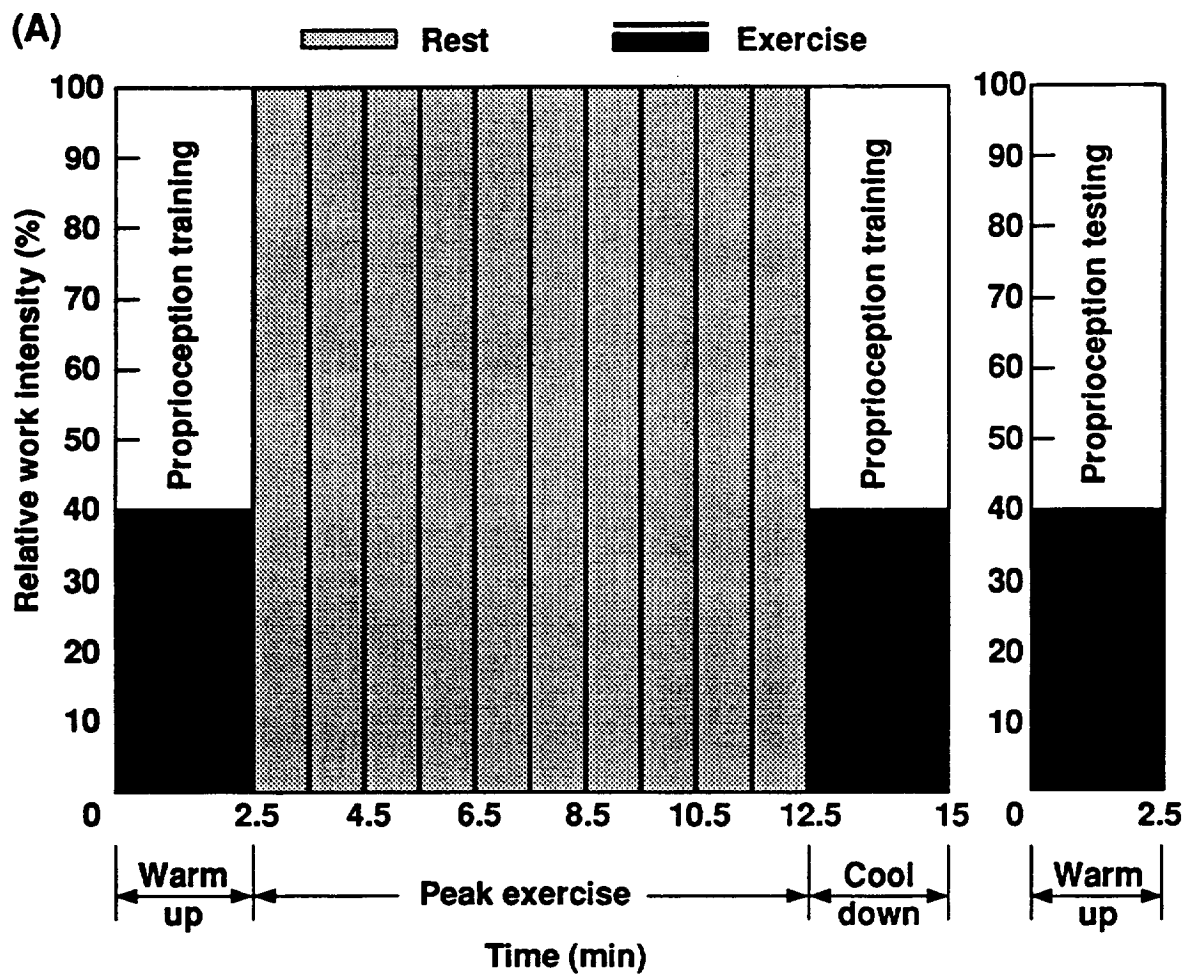 (A)
Rest
Exercise
Relative work intensity (%)
100
90
80
70
60
50
40
30
20
10
0
Proprioception training
Proprioception training
2.5
4.5
6.5
8.5
10.5
12.5
15
Warm
up
Peak exercise
Cool
down
Time (min)
100
90
80
70
60
50
40
30
20
10
0
Proprioception testing
2.5
Warm
up